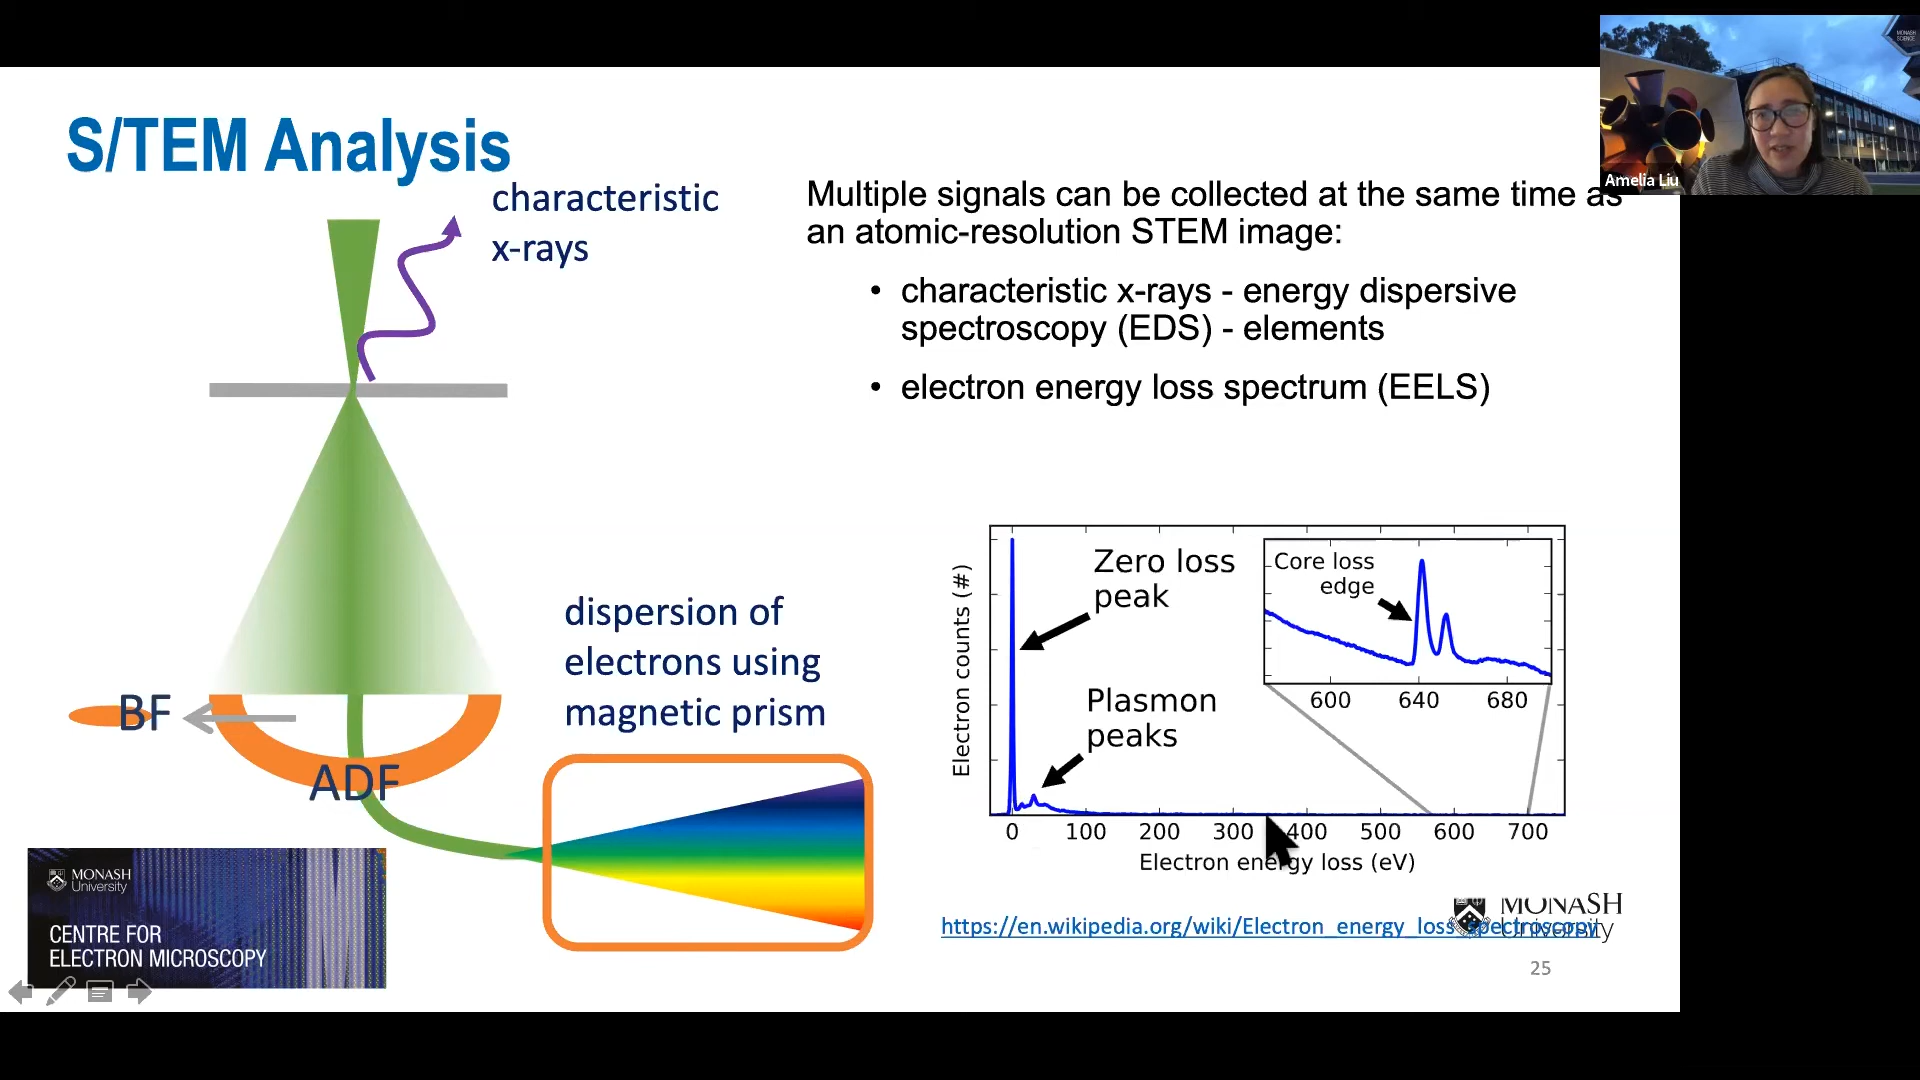 S/TEM Analysis
characteristic
x-rays
Multiple signals can be collected at the same time as
an atomic-resolution STEM image:
• characteristic x-rays - energy dispersive
spectroscopy (EDS) - elements
• electron energy loss spectrum (EELS)
dispersion of
electrons using
magnetic prism
BF
ADF
Electron counts (#)
Zero loss
peak
Plasmon
peaks
Core loss
edge
600 640 680
0 100 200 300 400 500 600 700
Electron energy loss (eV)
https://en.wikipedia.org/wiki/Electron_energy_loss_spectroscopy
MONASH
University
25
MONASH
University
CENTRE FOR
ELECTRON MICROSCOPY
Amelia Liu
MONASH
SCIENCE